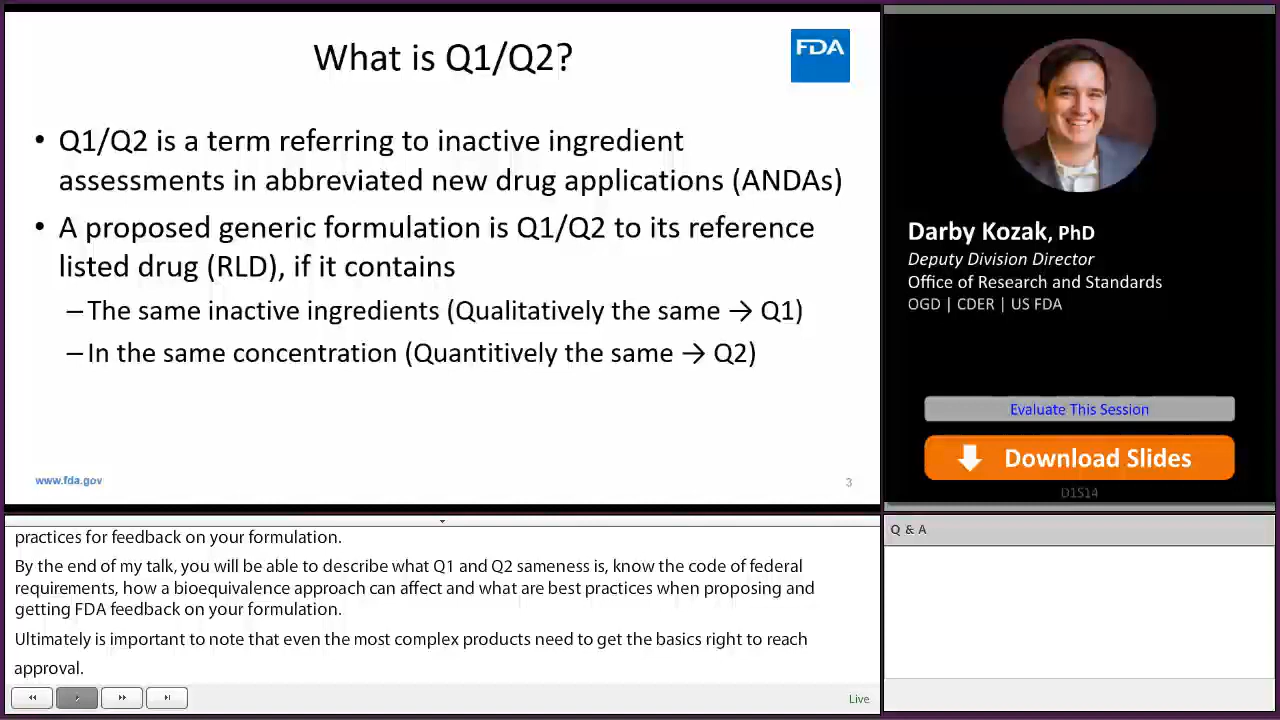 What is Q1/Q2?
FDA
• Q1/Q2 is a term referring to inactive ingredient
assessments in abbreviated new drug applications (ANDAs)
• A proposed generic formulation is Q1/Q2 to its reference
listed drug (RLD), if it contains
–The same inactive ingredients (Qualitatively the same → Q1)
–In the same concentration (Quantitively the same → Q2)
www.fda.gov
3
Darby Kozak, PhD
Deputy Division Director
Office of Research and Standards
OGD | CDER | US FDA
Evaluate This Session
Download Slides
D1S14
practices for feedback on your formulation.
By the end of my talk, you will be able to describe what Q1 and Q2 sameness is, know the code of federal
requirements, how a bioequivalence approach can affect and what are best practices when proposing and
getting FDA feedback on your formulation.
Ultimately is important to note that even the most complex products need to get the basics right to reach
approval.
Live
Q & A